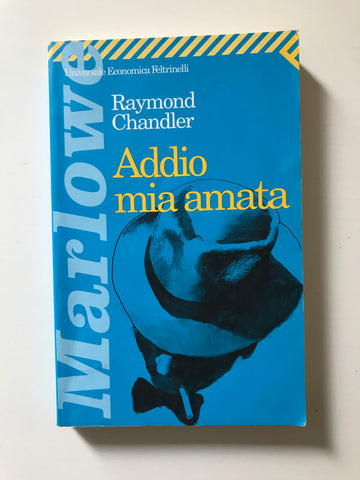 Universale Economica Feltrinelli
Raymond
Chandler
Addio
mia amata
Marlowe